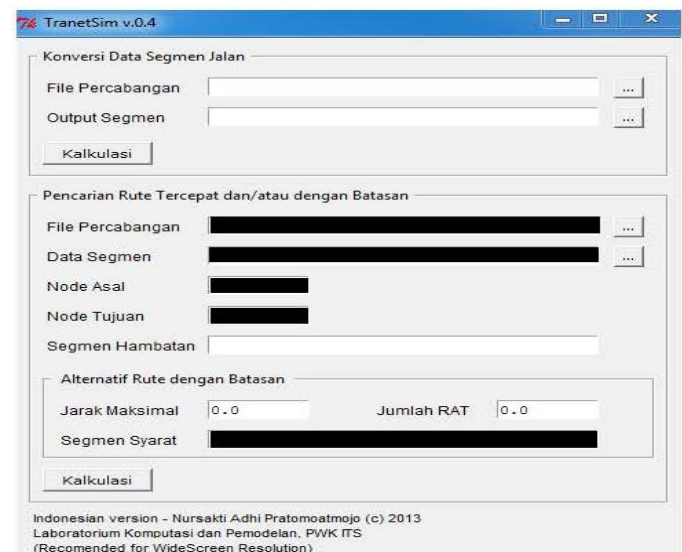 TranetSim v.0.4
Konversi Data Segmen Jalan
File Percabangan ...
Output Segmen ...
Kalkulasi
Pencarian Rute Tercepat dan/atau dengan Batasan
File Percabangan ...
Data Segmen ...
Node Asal
Node Tujuan
Segmen Hambatan
Alternatif Rute dengan Batasan
Jarak Maksimal 0.0 Jumlah RAT 0.0
Segmen Syarat
Kalkulasi
Indonesian version - Nursakti Adhi Pratomoatmojo (c) 2013
Laboratorium Komputasi dan Pemodelan, PWK ITS
(Recomended for WideScreen Resolution)